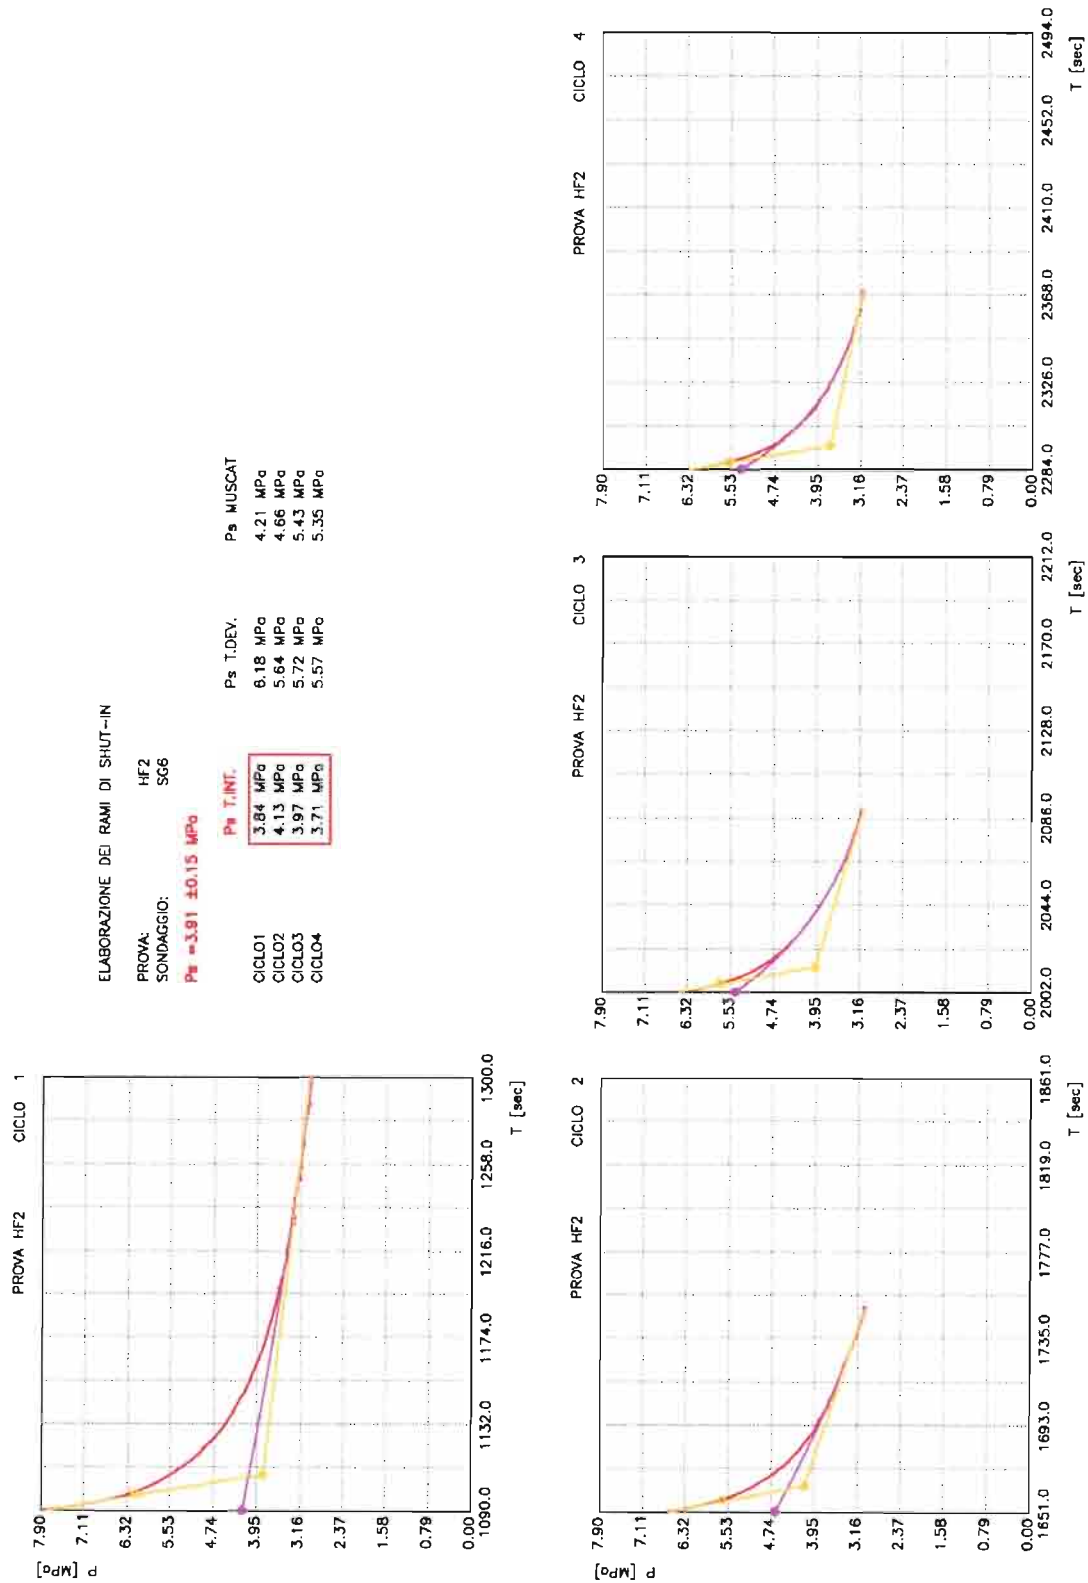 ELABORAZIONE DEI RAMI DI SHUT-IN
PROVA: HF2
SONDAGGIO: SG6
Ps =3.91 ±0.15 MPa
Ps T.INT. Ps T.DEV. Ps MUSCAT
CICLO1 3.84 MPa 6.18 MPa 4.21 MPa
CICLO2 4.13 MPa 5.64 MPa 4.66 MPa
CICLO3 3.97 MPa 5.72 MPa 5.43 MPa
CICLO4 3.71 MPa 5.57 MPa 5.35 MPa
PROVA HF2 CICLO 1
P [MPa]
7.90
7.11
6.32
5.53
4.74
3.95
3.16
2.37
1.58
0.79
0.00
1090.0 1132.0 1174.0 1216.0 1258.0 1300.0
T [sec]
PROVA HF2 CICLO 2
P [MPa]
7.90
7.11
6.32
5.53
4.74
3.95
3.16
2.37
1.58
0.79
0.00
1651.0 1693.0 1735.0 1777.0 1819.0 1861.0
T [sec]
PROVA HF2 CICLO 3
7.90
7.11
6.32
5.53
4.74
3.95
3.16
2.37
1.58
0.79
0.00
2002.0 2044.0 2086.0 2128.0 2170.0 2212.0
T [sec]
PROVA HF2 CICLO 4
7.90
7.11
6.32
5.53
4.74
3.95
3.16
2.37
1.58
0.79
0.00
2284.0 2326.0 2368.0 2410.0 2452.0 2494.0
T [sec]